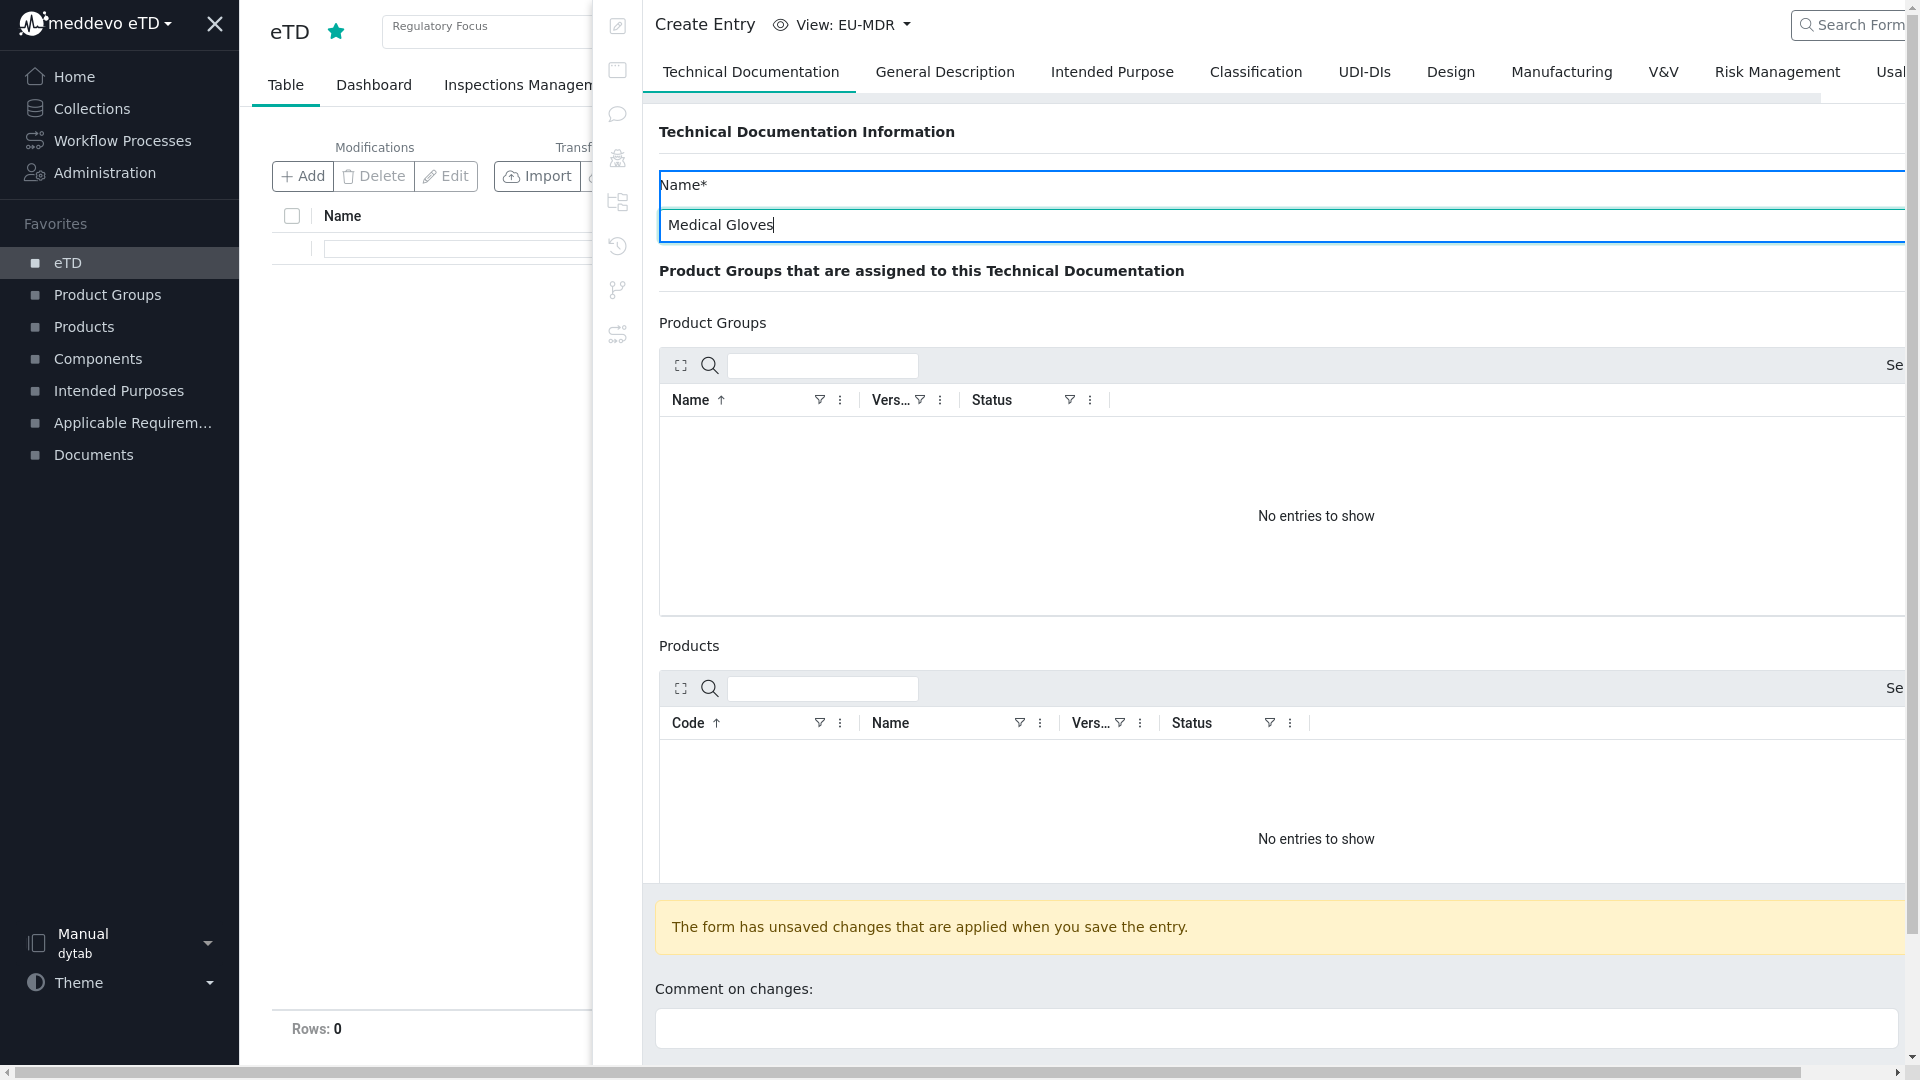 meddevo eTD
Home
Collections
Workflow Processes
Administration
Favorites
eTD
Product Groups
Products
Components
Intended Purposes
Applicable Requirem...
Documents
Manual
dytab
Theme
eTD
Regulatory Focus
Table
Dashboard
Inspections Managem
Modifications
Transf
Add
Delete
Edit
Import
Name
Rows: 0
Create Entry
View: EU-MDR
Search Form
Technical Documentation
General Description
Intended Purpose
Classification
UDI-DIs
Design
Manufacturing
V&V
Risk Management
Usal
Technical Documentation Information
Name*
Medical Gloves
Product Groups that are assigned to this Technical Documentation
Product Groups
Se
Name
Vers...
Status
No entries to show
Products
Se
Code
Name
Vers...
Status
No entries to show
The form has unsaved changes that are applied when you save the entry.
Comment on changes: